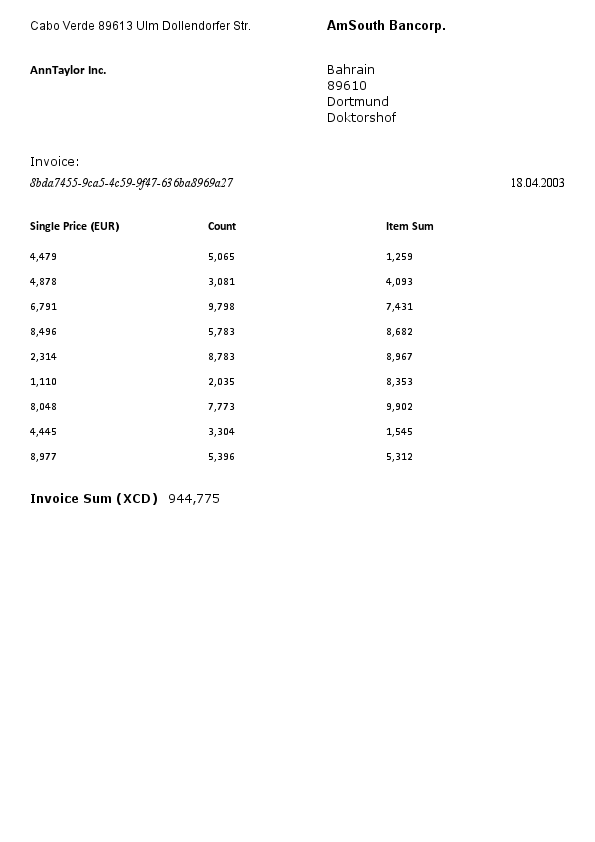 Cabo Verde 89613 Ulm Dollendorfer Str.
AmSouth Bancorp.
AnnTaylor Inc.
Bahrain
89610
Dortmund
Doktorshof
Invoice:
8bda7455-9ca5-4c59-9f47-636ba8969a27 18.04.2003
Single Price (EUR) Count Item Sum
4,479 5,065 1,259
4,878 3,081 4,093
6,791 9,798 7,431
8,496 5,783 8,682
2,314 8,783 8,967
1,110 2,035 8,353
8,048 7,773 9,902
4,445 3,304 1,545
8,977 5,396 5,312
Invoice Sum (XCD) 944,775